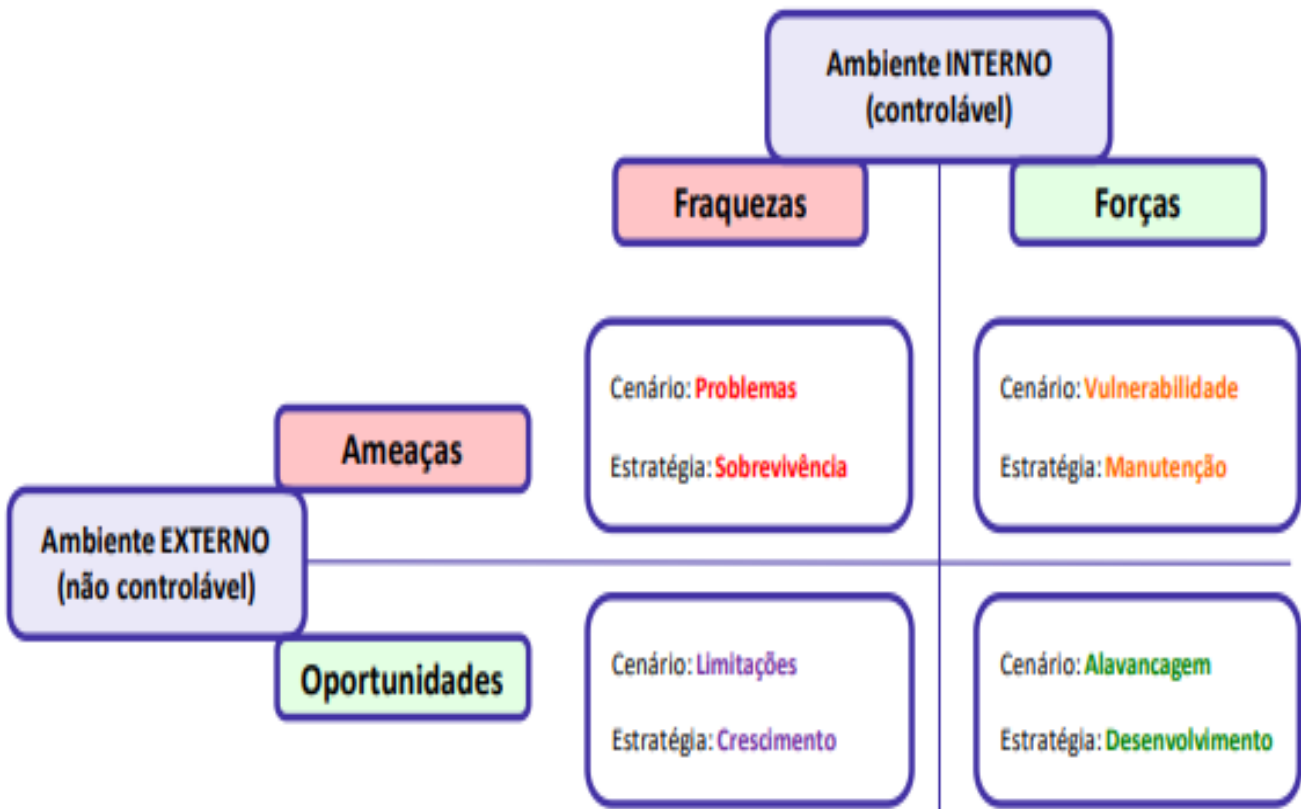 Ambiente INTERNO
(controlável)
Fraquezas
Forças
Cenário: Problemas
Estratégia: Sobrevivência
Cenário: Vulnerabilidade
Estratégia: Manutenção
Ameaças
Ambiente EXTERNO
(não controlável)
Oportunidades
Cenário: Limitações
Estratégia: Crescimento
Cenário: Alavancagem
Estratégia: Desenvolvimento